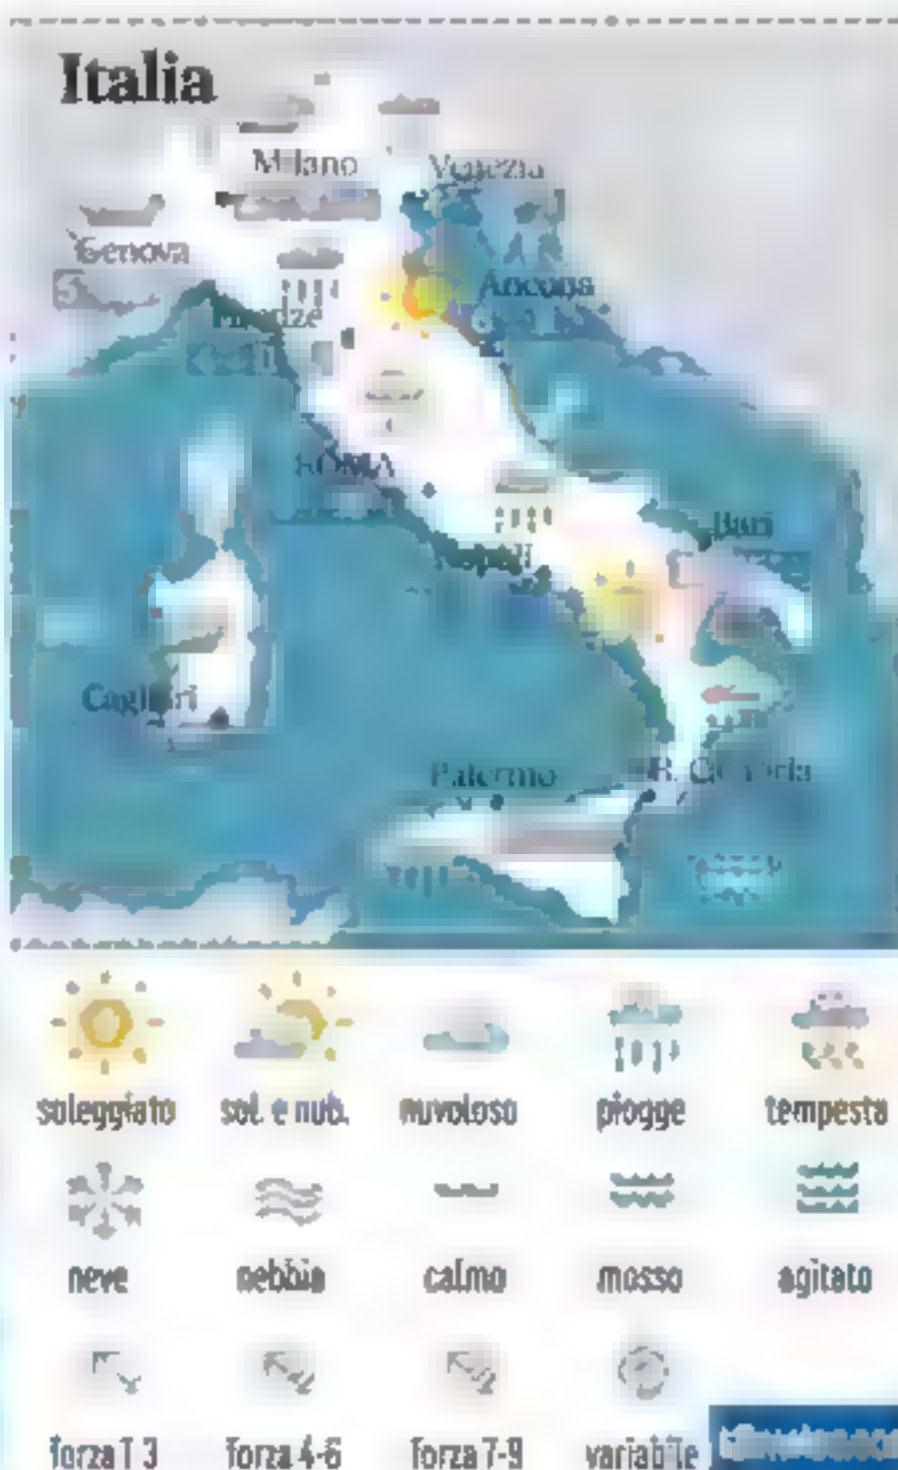 Italia
Milano
Venezia
Genova
Ancona
Firenze
ROMA
Bari
Napoli
Cagliari
Palermo
R. Calabria
soleggiato sol. e nub. nuvoloso piogge tempesta
neve nebbia calmo mosso agitato
forza 1-3 forza 4-6 forza 7-9 variabile